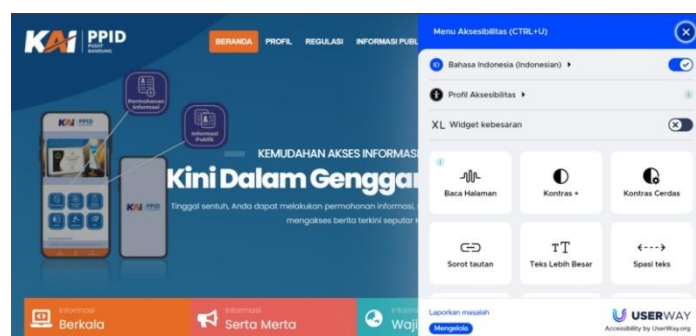 KAI PPID
PUSAT
BANDUNG
BERANDA PROFIL REGULASI INFORMASI PUBL
Permohonan
Informasi
Informasi
Publik
KAI PPID
KAI PPID
KEMUDAHAN AKSES INFORMASI
Kini Dalam Genggar
Tinggal sentuh, Anda dapat melakukan permohonan informasi,
mengakses berita terkini seputar K
Informasi
Berkala
Informasi
Serta Merta
Waji
Menu Aksesibilitas (CTRL+U)
Bahasa Indonesia (Indonesian)
Profil Aksesibilitas
XL Widget kebesaran
Baca Halaman
Kontras +
Kontras Cerdas
Sorot tautan
Teks Lebih Besar
Spasi teks
Laporkan masalah
Mengelola
USERWAY
Accessibility by UserWay.org